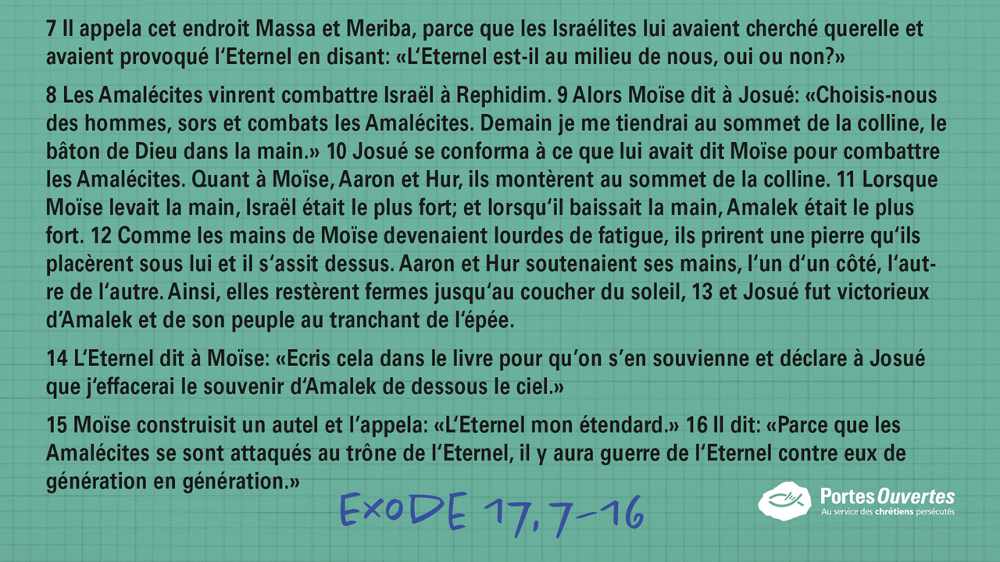 7 Il appela cet endroit Massa et Meriba, parce que les Israélites lui avaient cherché querelle et
avaient provoqué l‘Eternel en disant: «L‘Eternel est-il au milieu de nous, oui ou non?»
8 Les Amalécites vinrent combattre Israël à Rephidim. 9 Alors Moïse dit à Josué: «Choisis-nous
des hommes, sors et combats les Amalécites. Demain je me tiendrai au sommet de la colline, le
bâton de Dieu dans la main.» 10 Josué se conforma à ce que lui avait dit Moïse pour combattre
les Amalécites. Quant à Moïse, Aaron et Hur, ils montèrent au sommet de la colline. 11 Lorsque
Moïse levait la main, Israël était le plus fort; et lorsqu‘il baissait la main, Amalek était le plus
fort. 12 Comme les mains de Moïse devenaient lourdes de fatigue, ils prirent une pierre qu‘ils
placèrent sous lui et il s‘assit dessus. Aaron et Hur soutenaient ses mains, l‘un d‘un côté, l‘aut-
re de l‘autre. Ainsi, elles restèrent fermes jusqu‘au coucher du soleil, 13 et Josué fut victorieux
d’Amalek et de son peuple au tranchant de l‘épée.
14 L‘Eternel dit à Moïse: «Ecris cela dans le livre pour qu’on s’en souvienne et déclare à Josué
que j‘effacerai le souvenir d‘Amalek de dessous le ciel.»
15 Moïse construisit un autel et l’appela: «L‘Eternel mon étendard.» 16 Il dit: «Parce que les
Amalécites se sont attaqués au trône de l‘Eternel, il y aura guerre de l‘Eternel contre eux de
génération en génération.»
EXODE 17,7-16
Portes Ouvertes
Au service des chrétiens persécutés